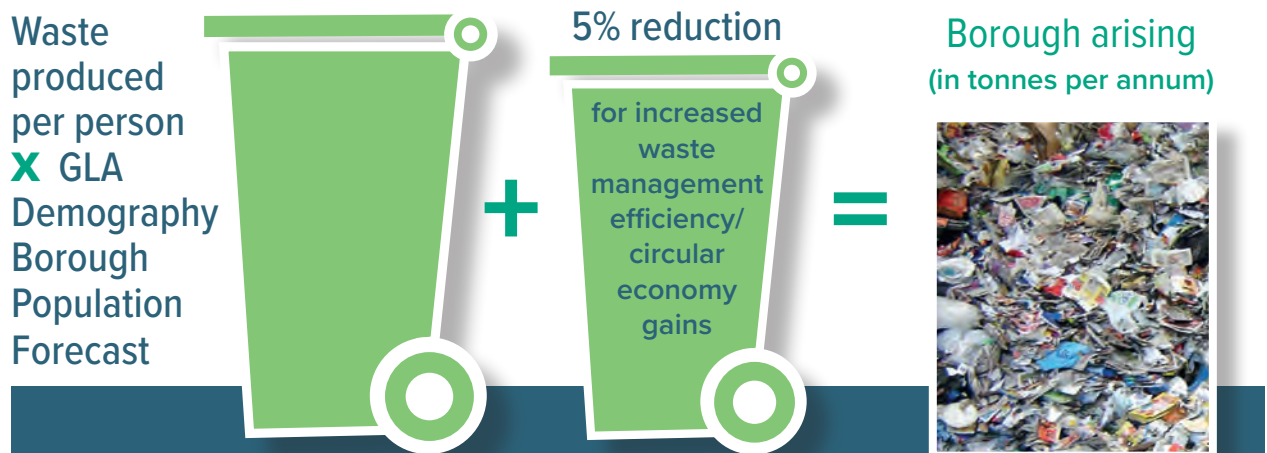 Waste
produced
per person
X GLA
Demography
Borough
Population
Forecast
+
5% reduction
for increased
waste
management
efficiency/
circular
economy
gains
=
Borough arising
(in tonnes per annum)